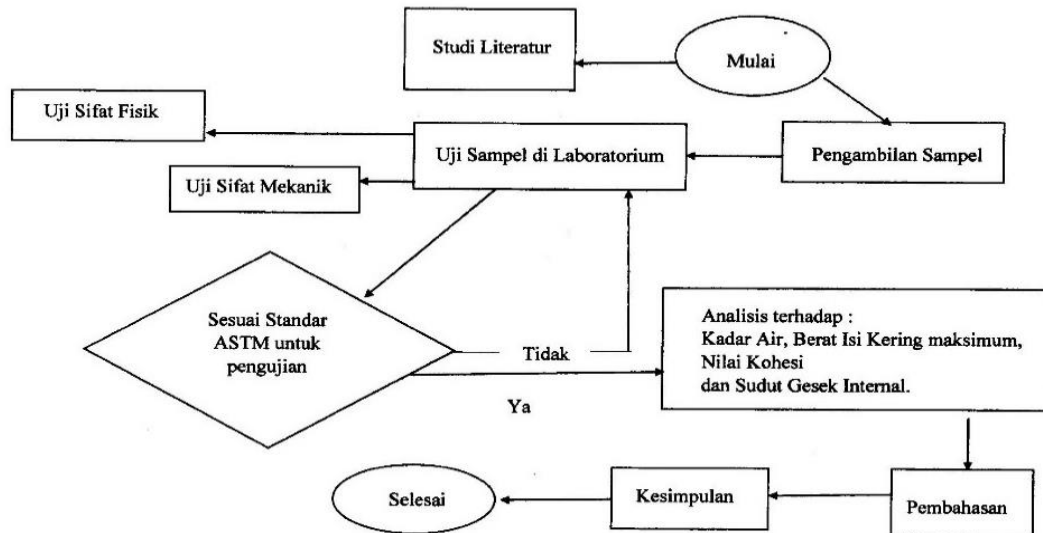 Studi Literatur
Mulai
Uji Sifat Fisik
Uji Sampel di Laboratorium
Pengambilan Sampel
Uji Sifat Mekanik
Sesuai Standar
ASTM untuk
pengujian
Tidak
Ya
Analisis terhadap :
Kadar Air, Berat Isi Kering maksimum,
Nilai Kohesi
dan Sudut Gesek Internal.
Selesai
Kesimpulan
Pembahasan